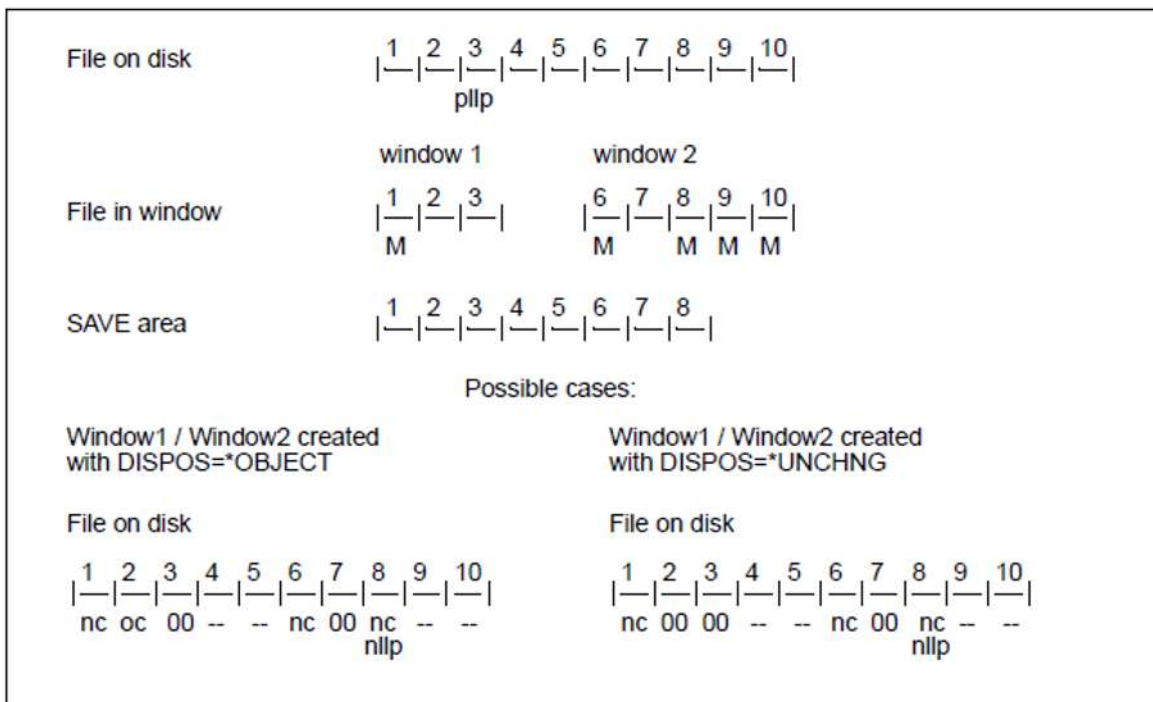 File on disk
1 2 3 4 5 6 7 8 9 10
pllp
window 1 window 2
File in window
1 2 3 6 7 8 9 10
M M M M M
SAVE area
1 2 3 4 5 6 7 8
Possible cases:
Window1 / Window2 created
with DISPOS=*OBJECT
File on disk
1 2 3 4 5 6 7 8 9 10
nc oc 00 -- -- nc 00 nc -- --
nllp
Window1 / Window2 created
with DISPOS=*UNCHNG
File on disk
1 2 3 4 5 6 7 8 9 10
nc 00 00 -- -- nc 00 nc -- --
nllp